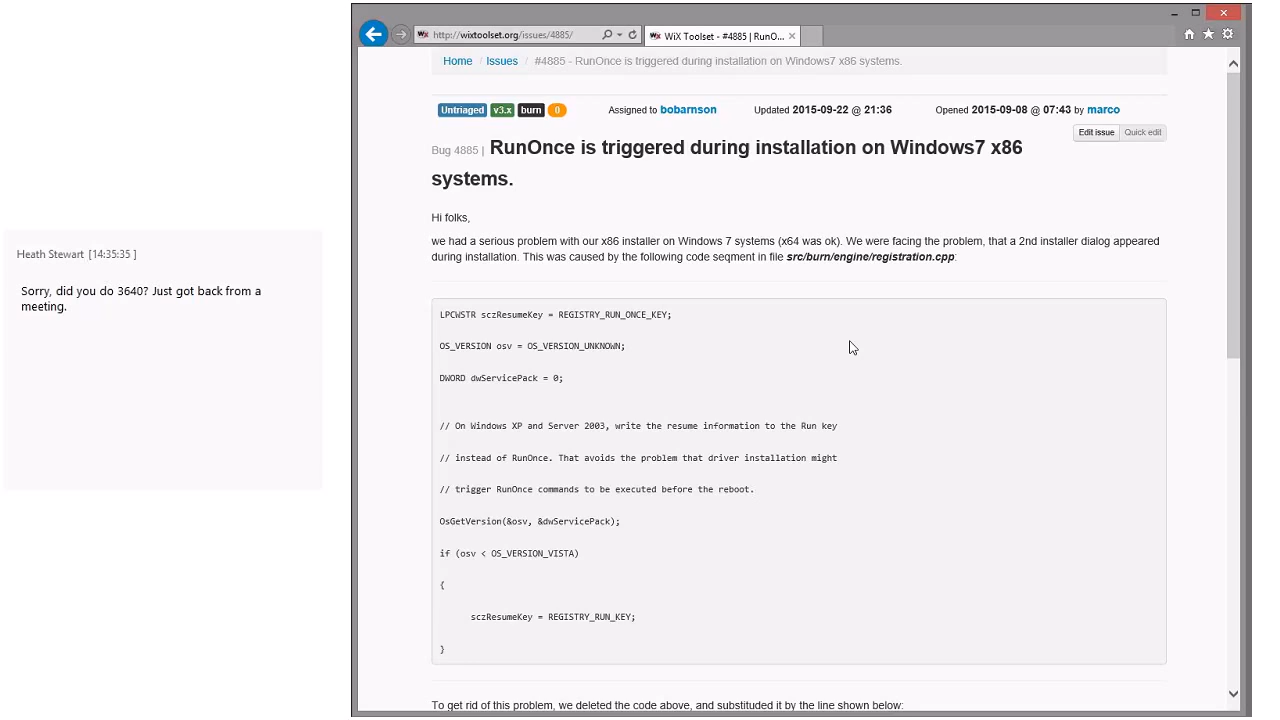 Heath Stewart [14:35:35 ]
Sorry, did you do 3640? Just got back from a
meeting.
http://wixtoolset.org/issues/4885/
WiX Toolset - #4885 | RunO...
Home / Issues / #4885 - RunOnce is triggered during installation on Windows7 x86 systems.
Untriaged v3.x burn 0 Assigned to bobarnson Updated 2015-09-22 @ 21:36 Opened 2015-09-08 @ 07:43 by marco
Edit issue Quick edit
Bug 4885 | RunOnce is triggered during installation on Windows7 x86
systems.
Hi folks,
we had a serious problem with our x86 installer on Windows 7 systems (x64 was ok). We were facing the problem, that a 2nd installer dialog appeared
during installation. This was caused by the following code seqment in file src/burn/engine/registration.cpp:
LPCWSTR sczResumeKey = REGISTRY_RUN_ONCE_KEY;
OS_VERSION osv = OS_VERSION_UNKNOWN;
DWORD dwServicePack = 0;
// On Windows XP and Server 2003, write the resume information to the Run key
// instead of RunOnce. That avoids the problem that driver installation might
// trigger RunOnce commands to be executed before the reboot.
OsGetVersion(&osv, &dwServicePack);
if (osv < OS_VERSION_VISTA)
{
sczResumeKey = REGISTRY_RUN_KEY;
}
To get rid of this problem, we deleted the code above, and substituded it by the line shown below: